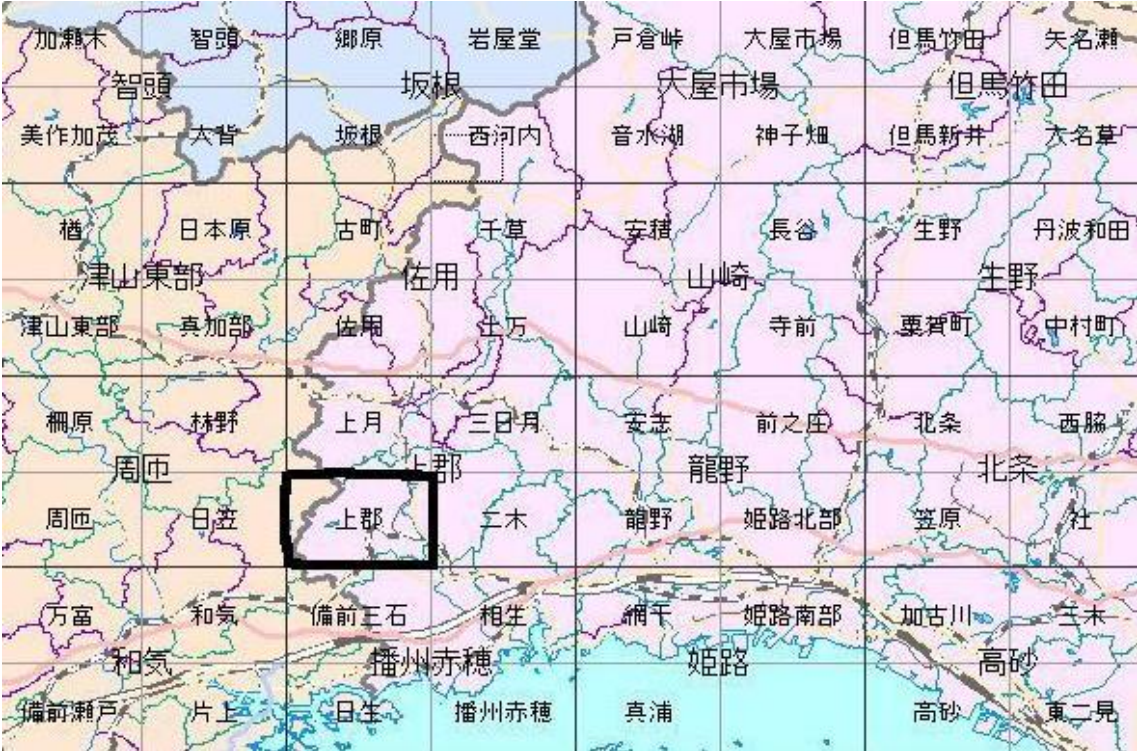 加瀬木 智頭 郷原 岩屋堂 戸倉峠 大屋市場 但馬竹田 矢名瀬
智頭 坂根 大屋市場 但馬竹田
美作加茂 大背 坂根 西河内 音水湖 神子畑 但馬新井 大名草
楢 日本原 古町 千草 安積 長谷 生野 丹波和田
津山東部 佐用 山崎 生野
津山東部 真加部 佐用 土万 山崎 寺前 粟賀町 中村町
綱原 林野 上月 三日月 安志 前之庄 北条 西脇
周匝 上郡 龍野 北条
周匝 日笠 上郡 二木 龍野 姫路北部 笠原 社
万富 和気 備前三石 相生 網干 姫路南部 加古川 三木
和気 播州赤穂 姫路 高砂
備前瀬戸 片上 日生 播州赤穂 真浦 高砂 東二見